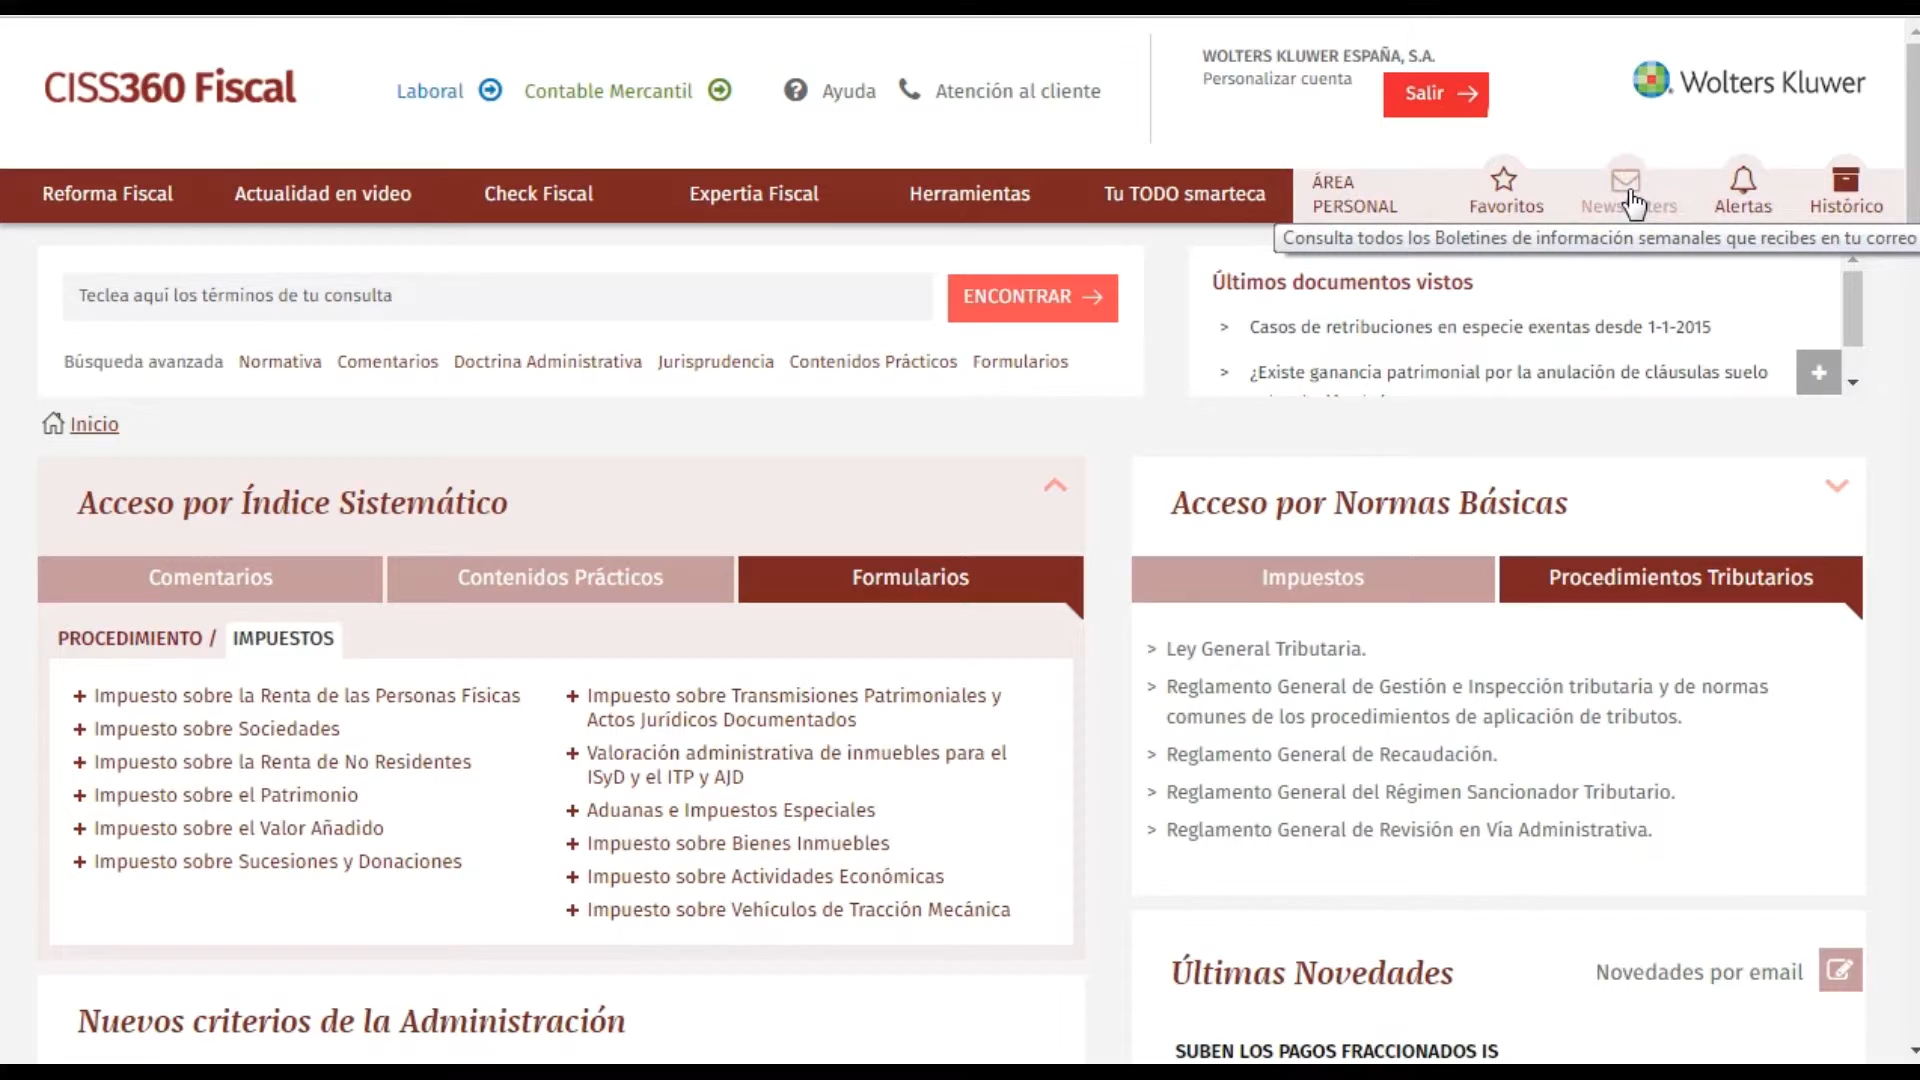 CISS360 Fiscal
Laboral
Contable Mercantil
Ayuda
Atención al cliente
WOLTERS KLUWER ESPAÑA, S.A.
Personalizar cuenta
Salir
Wolters Kluwer
Reforma Fiscal
Actualidad en video
Check Fiscal
Expertia Fiscal
Herramientas
Tu TODO smarteca
ÁREA
PERSONAL
Favoritos
Alertas
Histórico
Consulta todos los Boletines de información semanales que recibes en tu correo
Teclea aquí los términos de tu consulta
ENCONTRAR
Búsqueda avanzada Normativa Comentarios Doctrina Administrativa Jurisprudencia Contenidos Prácticos Formularios
Últimos documentos vistos
> Casos de retribuciones en especie exentas desde 1-1-2015
> ¿Existe ganancia patrimonial por la anulación de cláusulas suelo
Inicio
Acceso por Índice Sistemático
Comentarios
Contenidos Prácticos
Formularios
PROCEDIMIENTO / IMPUESTOS
+ Impuesto sobre la Renta de las Personas Físicas
+ Impuesto sobre Sociedades
+ Impuesto sobre la Renta de No Residentes
+ Impuesto sobre el Patrimonio
+ Impuesto sobre el Valor Añadido
+ Impuesto sobre Sucesiones y Donaciones
+ Impuesto sobre Transmisiones Patrimoniales y
Actos Jurídicos Documentados
+ Valoración administrativa de inmuebles para el
ISyD y el ITP y AJD
+ Aduanas e Impuestos Especiales
+ Impuesto sobre Bienes Inmuebles
+ Impuesto sobre Actividades Económicas
+ Impuesto sobre Vehículos de Tracción Mecánica
Acceso por Normas Básicas
Impuestos
Procedimientos Tributarios
> Ley General Tributaria.
> Reglamento General de Gestión e Inspección tributaria y de normas
comunes de los procedimientos de aplicación de tributos.
> Reglamento General de Recaudación.
> Reglamento General del Régimen Sancionador Tributario.
> Reglamento General de Revisión en Vía Administrativa.
Nuevos criterios de la Administración
Últimas Novedades
Novedades por email
SUBEN LOS PAGOS FRACCIONADOS IS